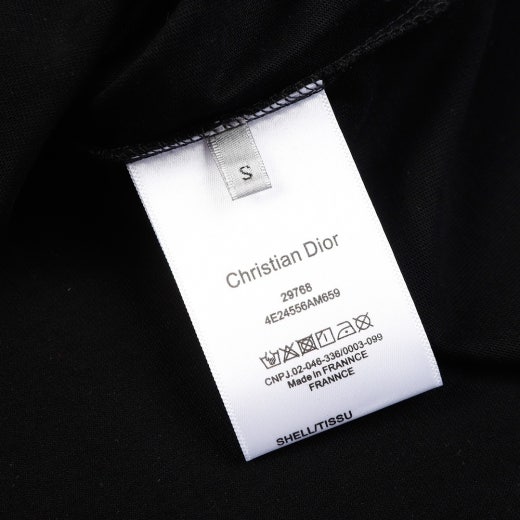 S
Christian Dior
29768
4E24556AM659
CNPJ.02-046-336/0003-099
Made in FRANNCE
FRANNCE
SHELL/TISSU